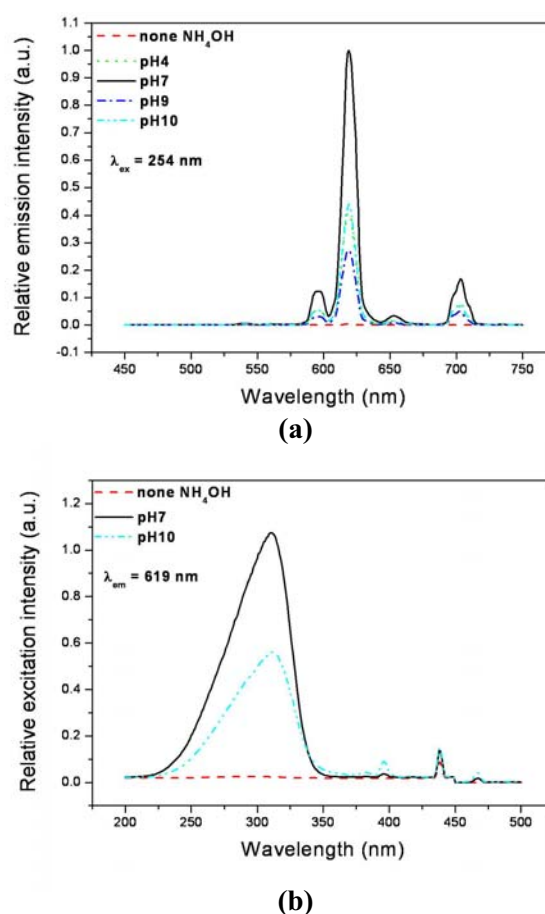 none NH₄OH
pH4
pH7
pH9
pH10
λex = 254 nm
Relative emission intensity (a.u.)
1.1
1.0
0.9
0.8
0.7
0.6
0.5
0.4
0.3
0.2
0.1
0.0
-0.1
450 500 550 600 650 700 750
Wavelength (nm)
(a)
none NH₄OH
pH7
pH10
λem = 619 nm
Relative excitation intensity (a.u.)
1.2
1.0
0.8
0.6
0.4
0.2
0.0
200 250 300 350 400 450 500
Wavelength (nm)
(b)